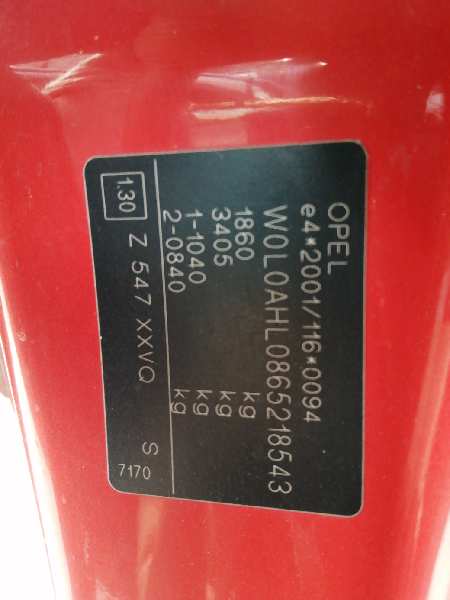 OPEL
e4*2001/116*0094
W0L0AHL0865218543
1860 kg
3405 kg
1-1040 kg
2-0840 kg
1.30 Z 547 XXVQ S
7170